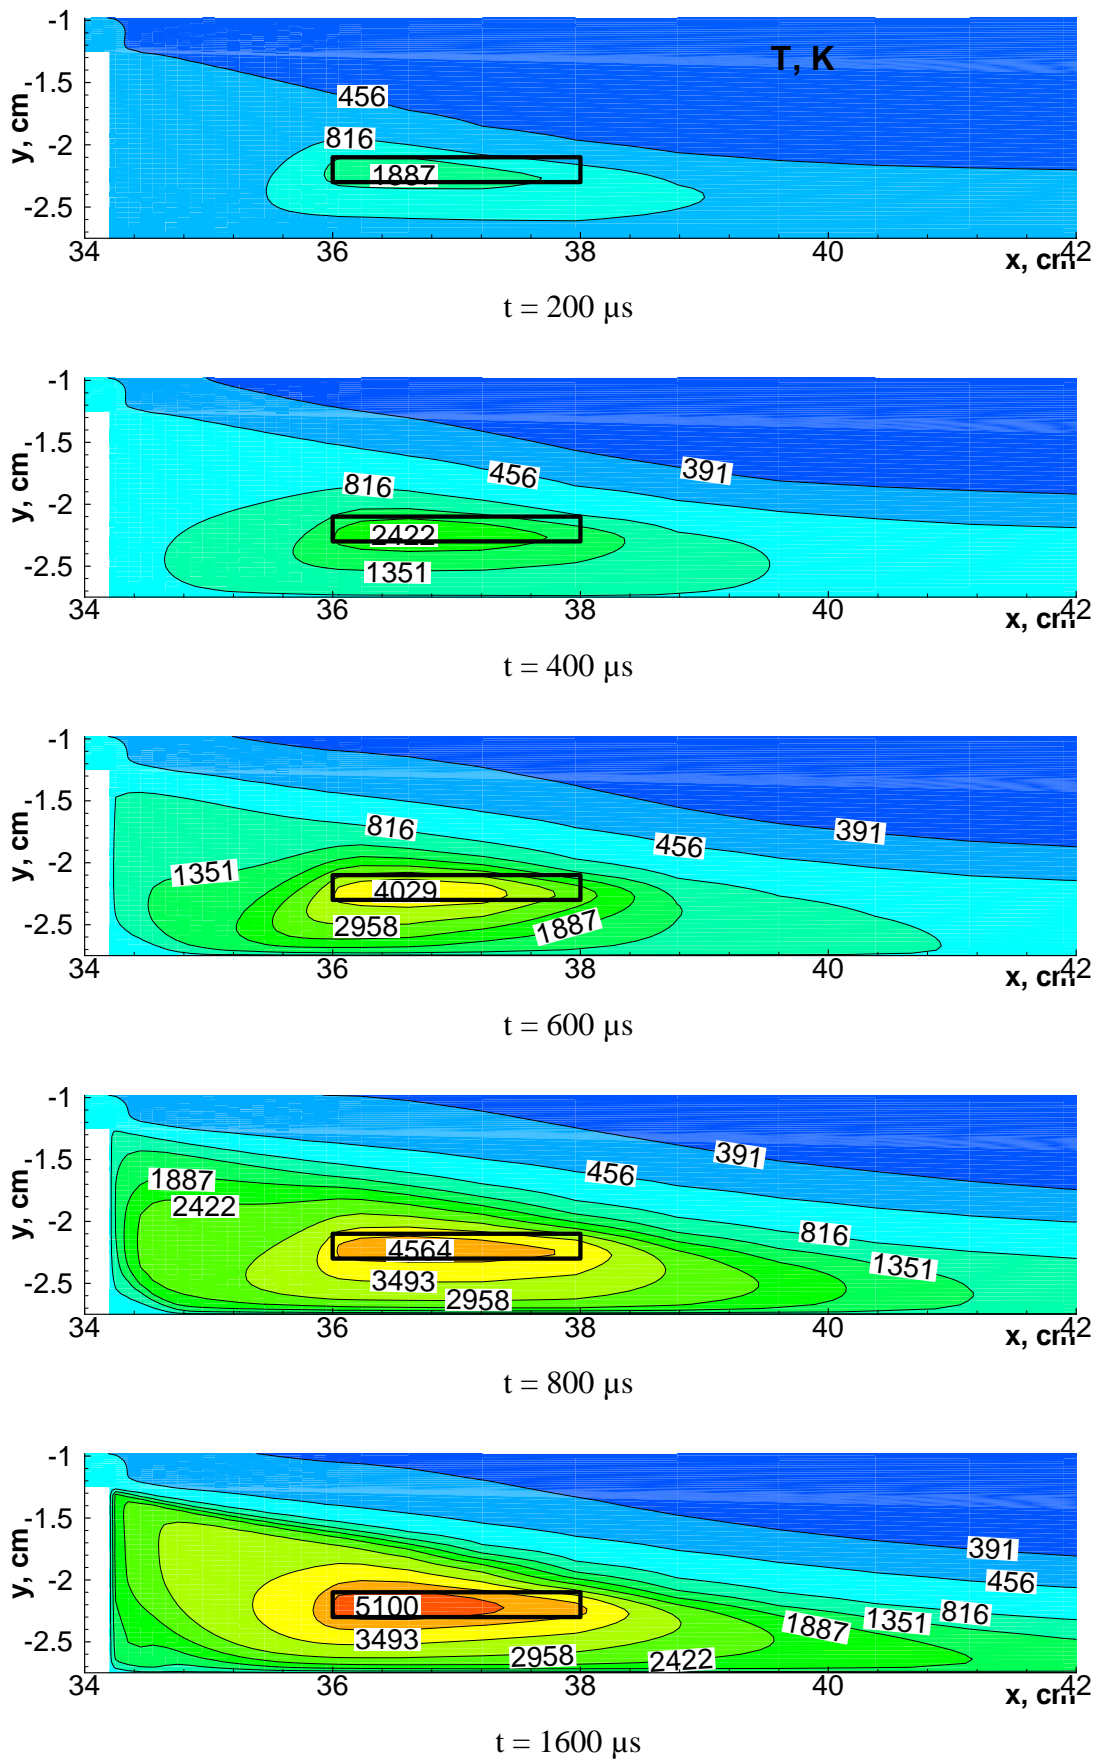 -1
T, K
-1.5
456
y, cm
816
-2
1887
-2.5
34 36 38 40 42
x, cm
t = 200 µs
-1
-1.5
391
456
y, cm
816
-2
2422
-2.5
1351
34 36 38 40 42
x, cm
t = 400 µs
-1
-1.5
816
391
456
y, cm
-2
1351
4029
2958
1887
-2.5
34 36 38 40 42
x, cm
t = 600 µs
-1
-1.5
391
456
1887
y, cm
2422
-2
816
4564
1351
3493
-2.5
2958
34 36 38 40 42
x, cm
t = 800 µs
-1
-1.5
391
456
y, cm
-2
5100
816
1351
1887
3493
-2.5
2958
2422
34 36 38 40 42
x, cm
t = 1600 µs